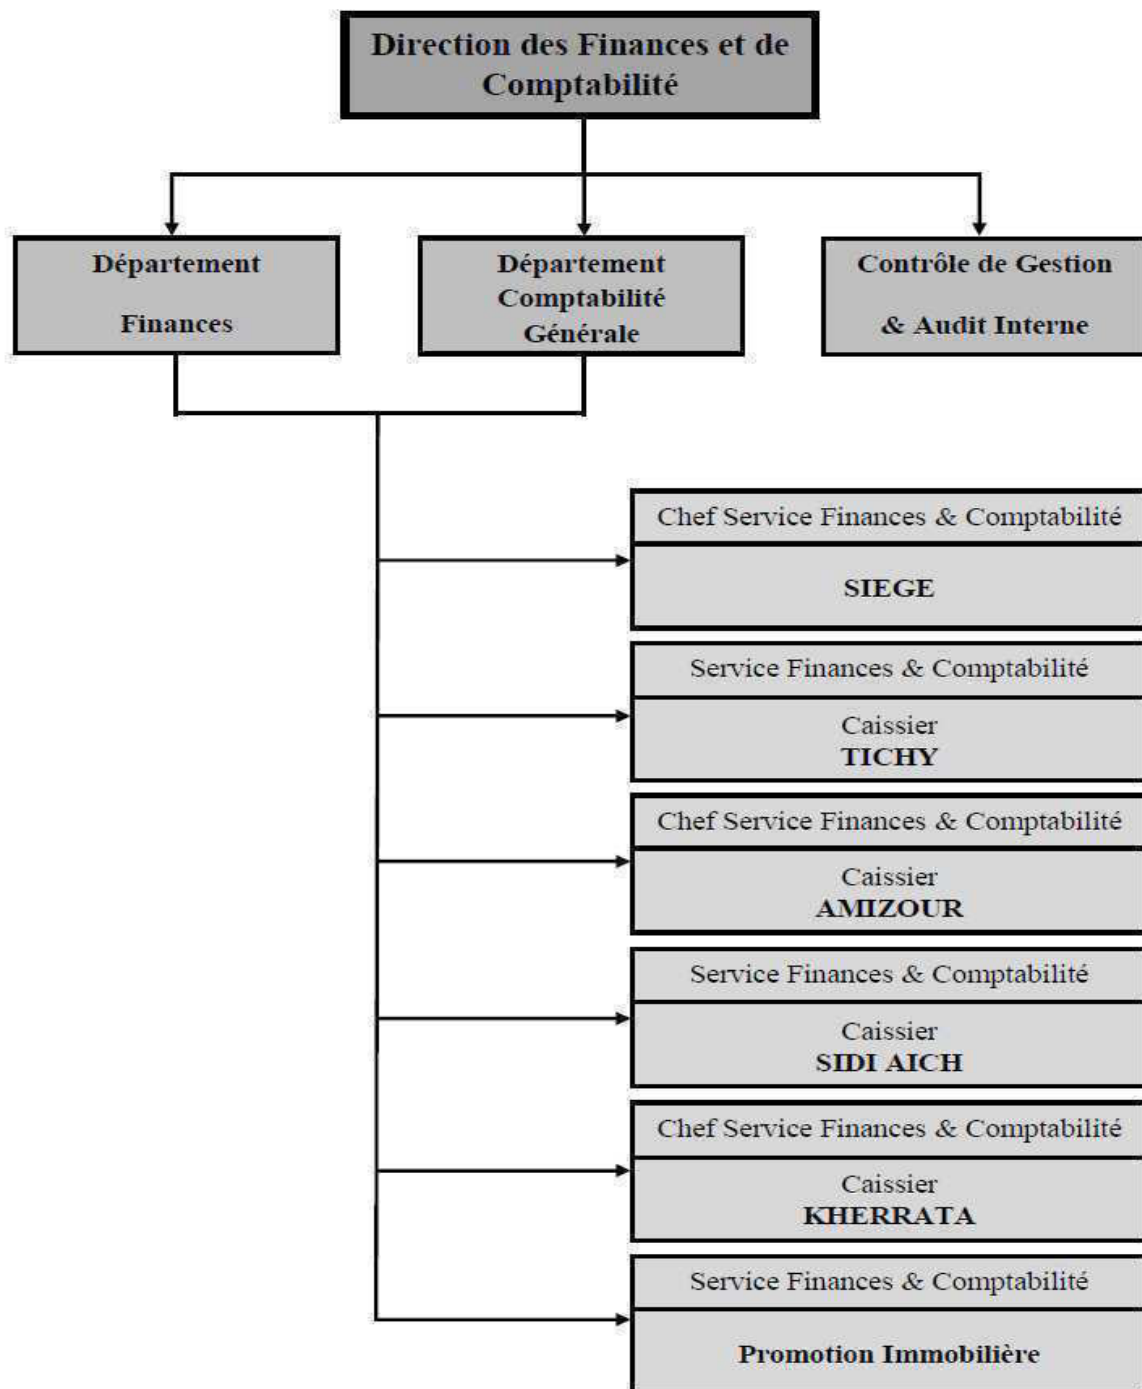 Direction des Finances et de
Comptabilité
Département
Finances
Département
Comptabilité
Générale
Contrôle de Gestion
& Audit Interne
Chef Service Finances & Comptabilité
SIEGE
Service Finances & Comptabilité
Caissier
TICHY
Chef Service Finances & Comptabilité
Caissier
AMIZOUR
Service Finances & Comptabilité
Caissier
SIDI AICH
Chef Service Finances & Comptabilité
Caissier
KHERRATA
Service Finances & Comptabilité
Promotion Immobilière